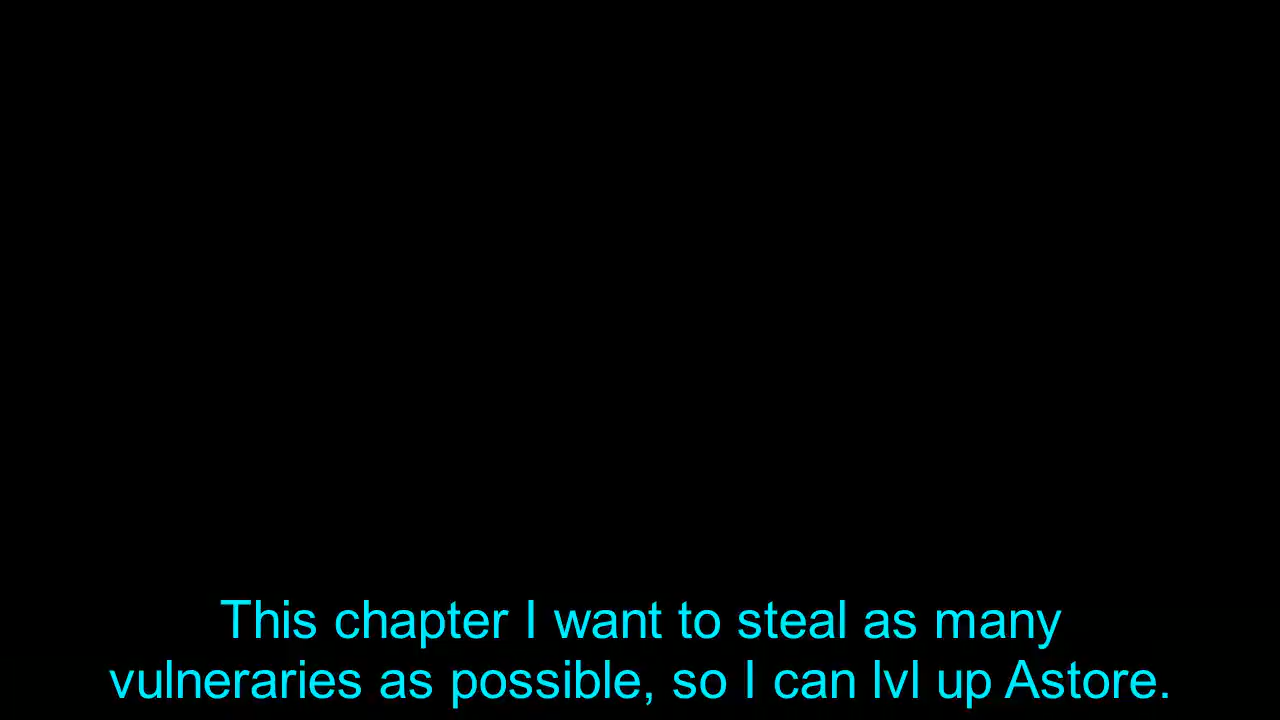 This chapter I want to steal as many
vulneraries as possible, so I can lvl up Astore.